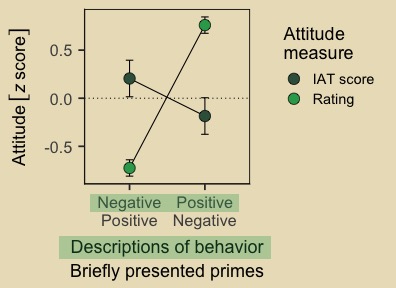 Attitude
measure
IAT score
Rating
Attitude [z score]
0.5
0.0
-0.5
Negative Positive
Positive Negative
Descriptions of behavior
Briefly presented primes